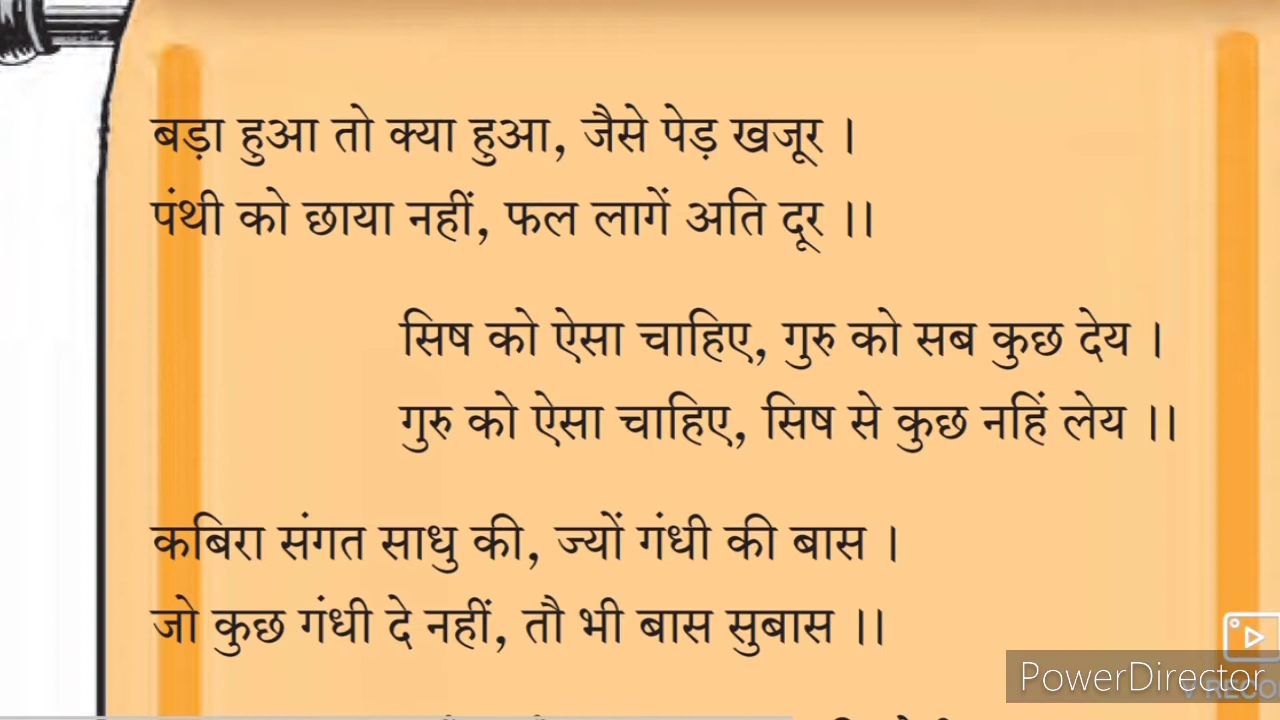 बड़ा हुआ तो क्या हुआ, जैसे पेड़ खजूर ।
पंथी को छाया नहीं, फल लागें अति दूर ।।
सिष को ऐसा चाहिए, गुरु को सब कुछ देय ।
गुरु को ऐसा चाहिए, सिष से कुछ नहिं लेय ।।
कबिरा संगत साधु की, ज्यों गंधी की बास ।
जो कुछ गंधी दे नहीं, तौ भी बास सुबास ।।
PowerDirector